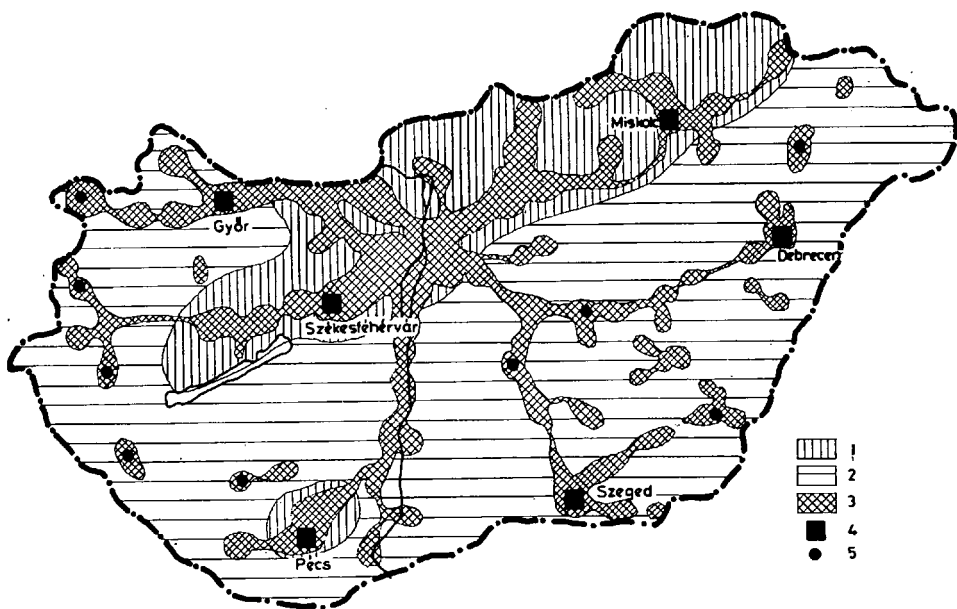 Miskolc
Győr
Debrecen
Székesfehérvár
Szeged
Pécs
1
2
3
4
5